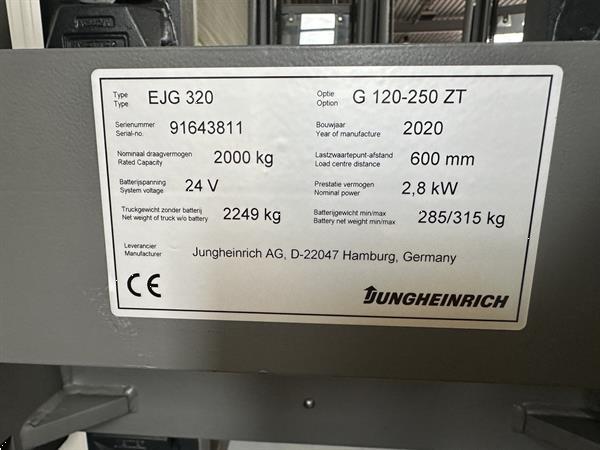 Type EJG 320 Optie G 120-250 ZT
Type Option
Serienummer 91643811 Bouwjaar 2020
Serial-no. Year of manufacture
Nominaal draagvermogen 2000 kg Lastzwaartepunt-afstand 600 mm
Rated Capacity Load centre distance
Batterijspanning 24 V Prestatie vermogen 2,8 kW
System voltage Nominal power
Truckgewicht zonder batterij 2249 kg Batterijgewicht min/max 285/315 kg
Net weight of truck w/o battery Battery net weight min/max
Leverancier Jungheinrich AG, D-22047 Hamburg, Germany
Manufacturer
CE JUNGHEINRICH